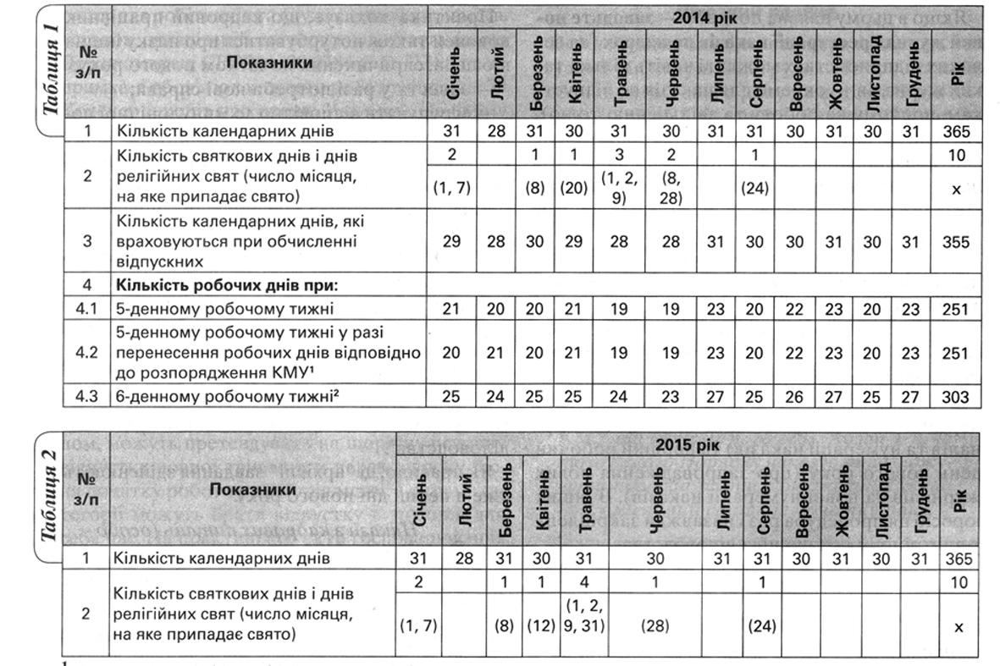 Таблиця 1
№ з/п
Показники
2014 рік
Січень Лютий Березень Квітень Травень Червень Липень Серпень Вересень Жовтень Листопад Грудень Рік
1 Кількість календарних днів 31 28 31 30 31 30 31 31 30 31 30 31 365
2 Кількість святкових днів і днів
релігійних свят (число місяця,
на яке припадає свято)
2 1 1 3 2 1 10
(1, 7) (8) (20) (1, 2, 9) (8, 28) (24) х
3 Кількість календарних днів, які
враховуються при обчисленні
відпускних
29 28 30 29 28 28 31 30 30 31 30 31 355
4 Кількість робочих днів при:
4.1 5-денному робочому тижні 21 20 20 21 19 19 23 20 22 23 20 23 251
4.2 5-денному робочому тижні у разі
перенесення робочих днів відповідно
до розпорядження КМУ¹
20 21 20 21 19 19 23 20 22 23 20 23 251
4.3 6-денному робочому тижні² 25 24 25 25 24 23 27 25 26 27 25 27 303
Таблиця 2
№ з/п
Показники
2015 рік
Січень Лютий Березень Квітень Травень Червень Липень Серпень Вересень Жовтень Листопад Грудень Рік
1 Кількість календарних днів 31 28 31 30 31 30 31 31 30 31 30 31 365
2 Кількість святкових днів і днів
релігійних свят (число місяця,
на яке припадає свято)
2 1 1 4 1 1 10
(1, 7) (8) (12) (1, 2, 9, 31) (28) (24) х
1